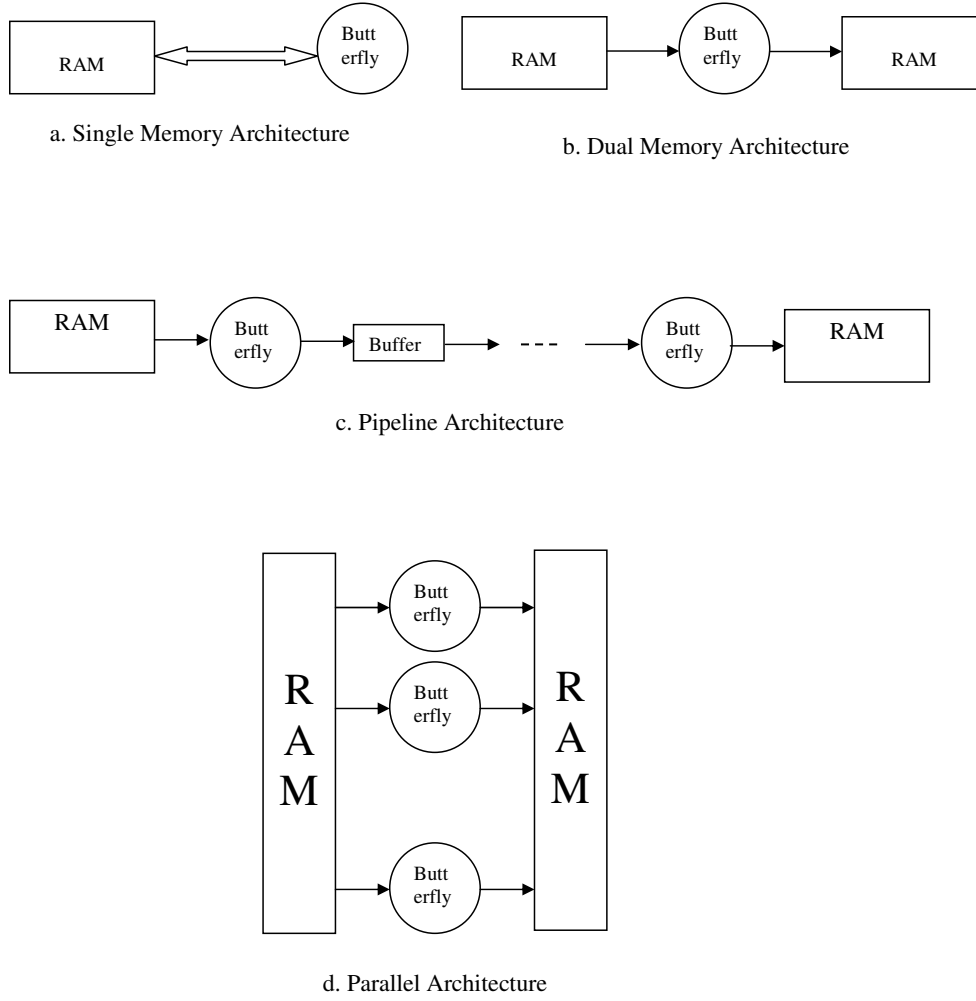 RAM
Butt
erfly
a. Single Memory Architecture
RAM
Butt
erfly
RAM
b. Dual Memory Architecture
RAM
Butt
erfly
Buffer
Butt
erfly
RAM
c. Pipeline Architecture
R
A
M
Butt
erfly
Butt
erfly
Butt
erfly
R
A
M
d. Parallel Architecture